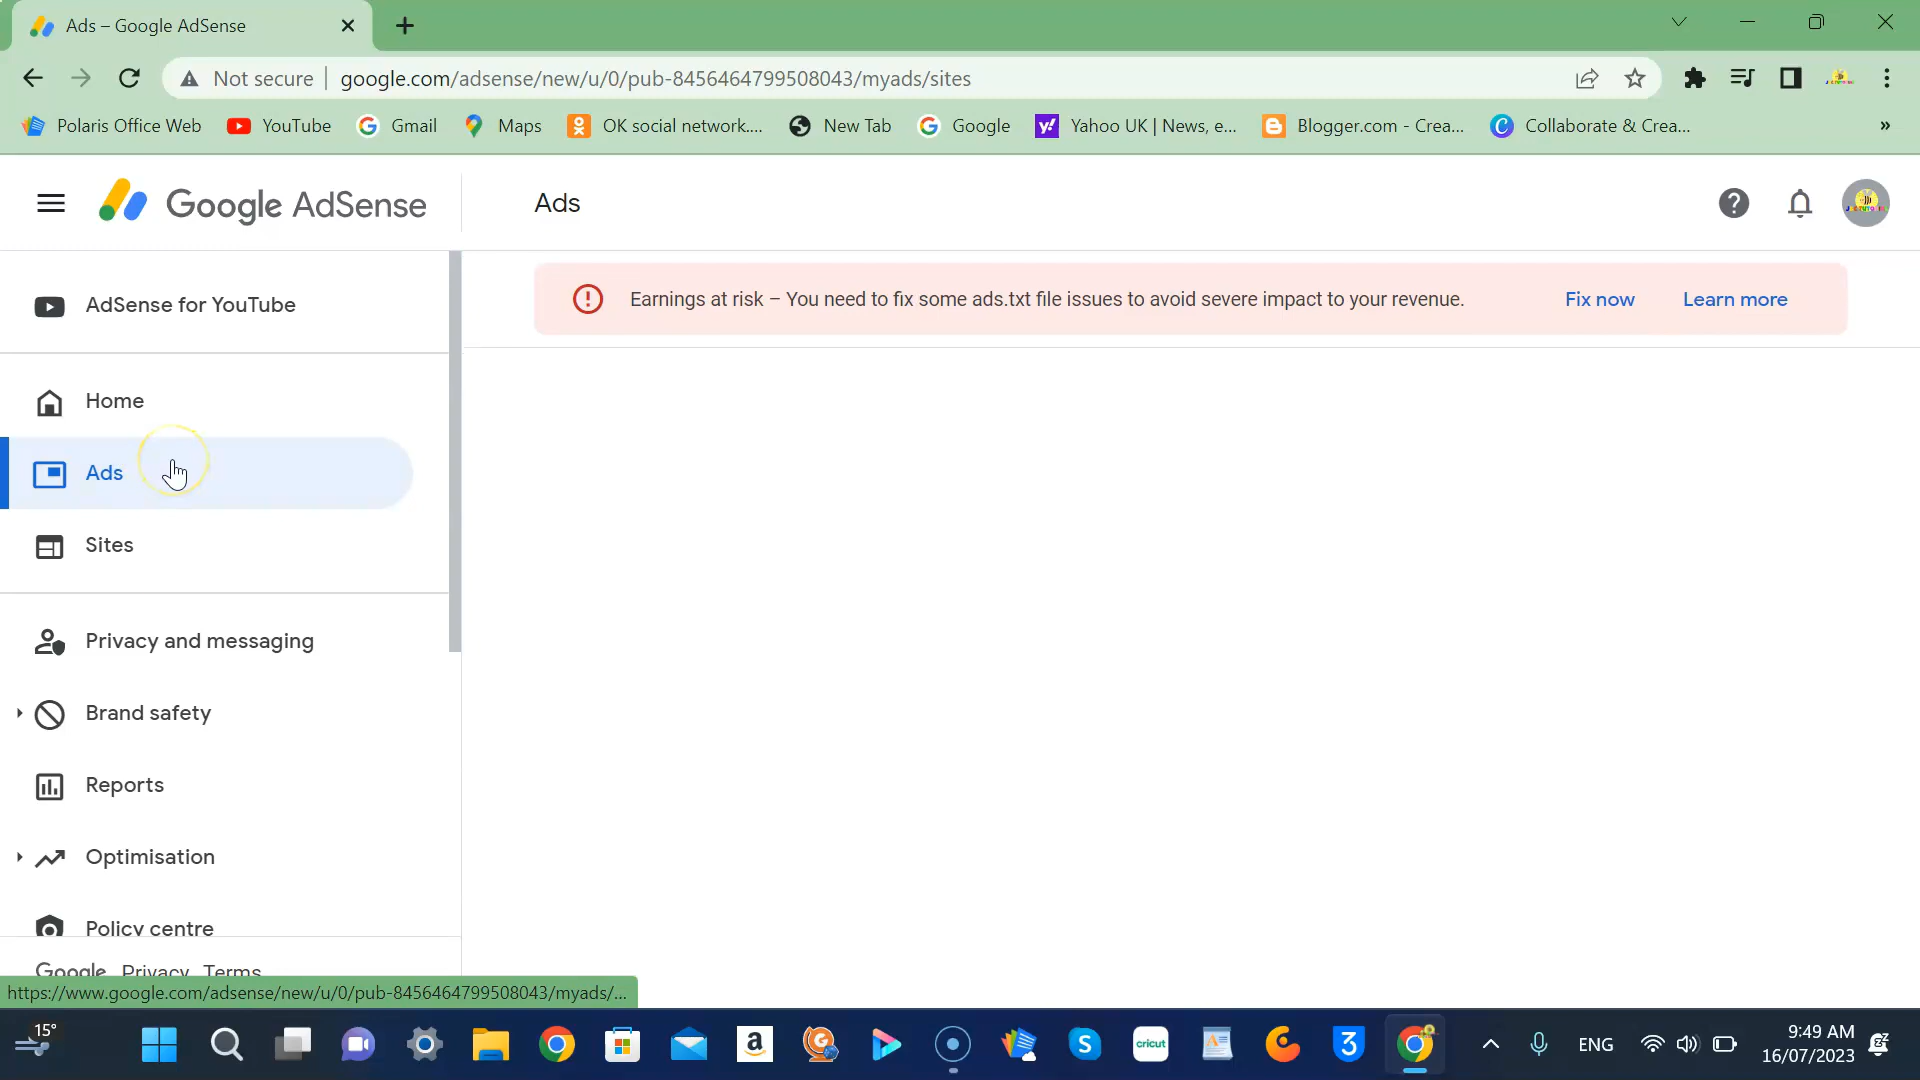 Ads – Google AdSense
Not secure
google.com/adsense/new/u/0/pub-8456464799508043/myads/sites
Polaris Office Web
YouTube
Gmail
Maps
OK social network....
New Tab
Google
Yahoo UK | News, e...
Blogger.com - Crea...
Collaborate & Crea...
»
Google AdSense
Ads
AdSense for YouTube
Earnings at risk – You need to fix some ads.txt file issues to avoid severe impact to your revenue.
Fix now
Learn more
Home
Ads
Sites
Privacy and messaging
Brand safety
Reports
Optimisation
Policy centre
Google Privacy Terms
https://www.google.com/adsense/new/u/0/pub-8456464799508043/myads/...
15°
cricut
3
ENG
9:49 AM
16/07/2023